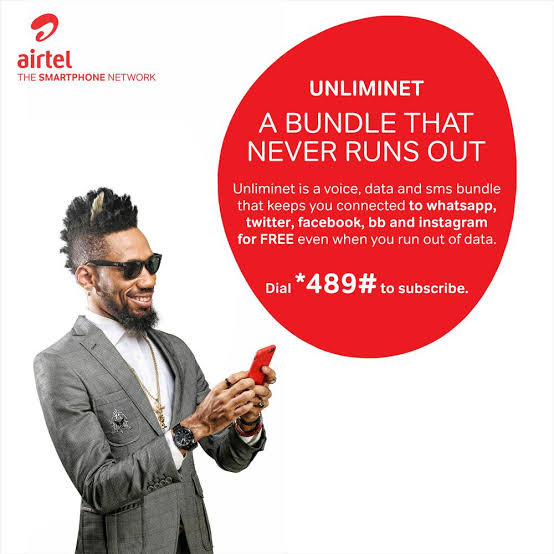 airtel
THE SMARTPHONE NETWORK
UNLIMINET
A BUNDLE THAT
NEVER RUNS OUT
Unliminet is a voice, data and sms bundle
that keeps you connected to whatsapp,
twitter, facebook, bb and instagram
for FREE even when you run out of data.
Dial *489# to subscribe.